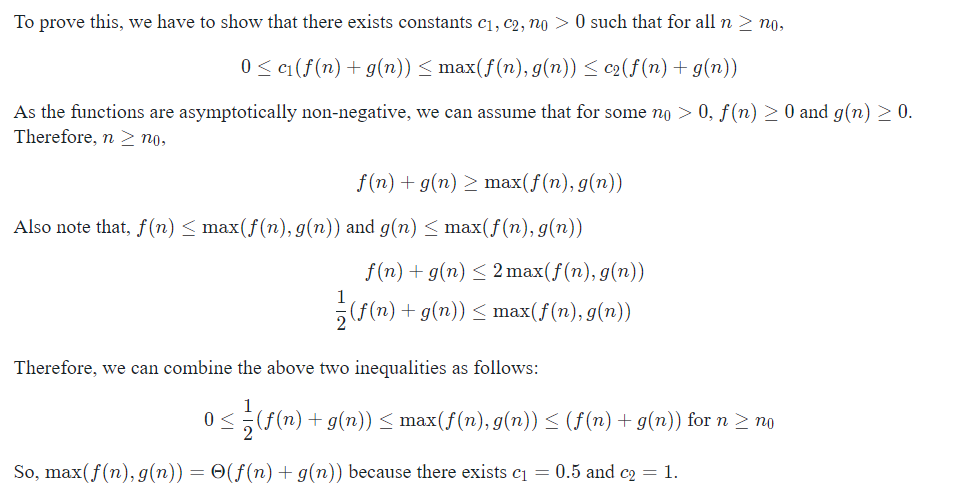 To prove this, we have to show that there exists constants c₁, c₂, n₀ > 0 such that for all n ≥ n₀,
0 ≤ c₁(f(n) + g(n)) ≤ max(f(n), g(n)) ≤ c₂(f(n) + g(n))
As the functions are asymptotically non-negative, we can assume that for some n₀ > 0, f(n) ≥ 0 and g(n) ≥ 0.
Therefore, n ≥ n₀,
f(n) + g(n) ≥ max(f(n), g(n))
Also note that, f(n) ≤ max(f(n), g(n)) and g(n) ≤ max(f(n), g(n))
f(n) + g(n) ≤ 2 max(f(n), g(n))
1/2 (f(n) + g(n)) ≤ max(f(n), g(n))
Therefore, we can combine the above two inequalities as follows:
0 ≤ 1/2 (f(n) + g(n)) ≤ max(f(n), g(n)) ≤ (f(n) + g(n)) for n ≥ n₀
So, max(f(n), g(n)) = Θ(f(n) + g(n)) because there exists c₁ = 0.5 and c₂ = 1.